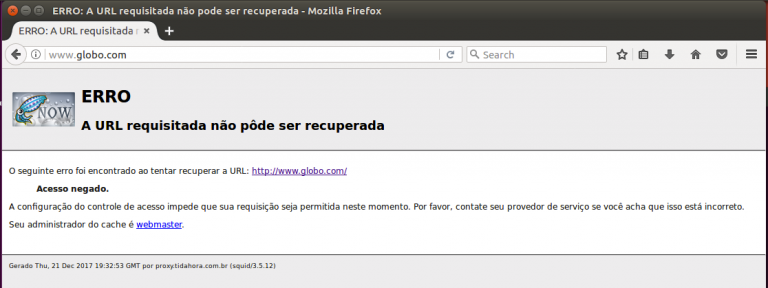 ERRO: A URL requisitada não pode ser recuperada - Mozilla Firefox
ERRO: A URL requisitada
www.globo.com
Search
NOW
ERRO
A URL requisitada não pôde ser recuperada
O seguinte erro foi encontrado ao tentar recuperar a URL: http://www.globo.com/
Acesso negado.
A configuração do controle de acesso impede que sua requisição seja permitida neste momento. Por favor, contate seu provedor de serviço se você acha que isso está incorreto.
Seu administrador do cache é webmaster.
Gerado Thu, 21 Dec 2017 19:32:53 GMT por proxy.tidahora.com.br (squid/3.5.12)